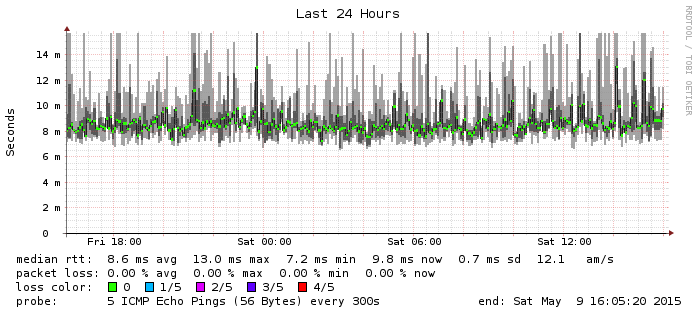 Last 24 Hours
RRDTOOL / TOBI OETIKER
Seconds
14 m
12 m
10 m
8 m
6 m
4 m
2 m
0
Fri 18:00 Sat 00:00 Sat 06:00 Sat 12:00
median rtt: 8.6 ms avg 13.0 ms max 7.2 ms min 9.8 ms now 0.7 ms sd 12.1 am/s
packet loss: 0.00 % avg 0.00 % max 0.00 % min 0.00 % now
loss color: 0 1/5 2/5 3/5 4/5
probe: 5 ICMP Echo Pings (56 Bytes) every 300s end: Sat May 9 16:05:20 2015